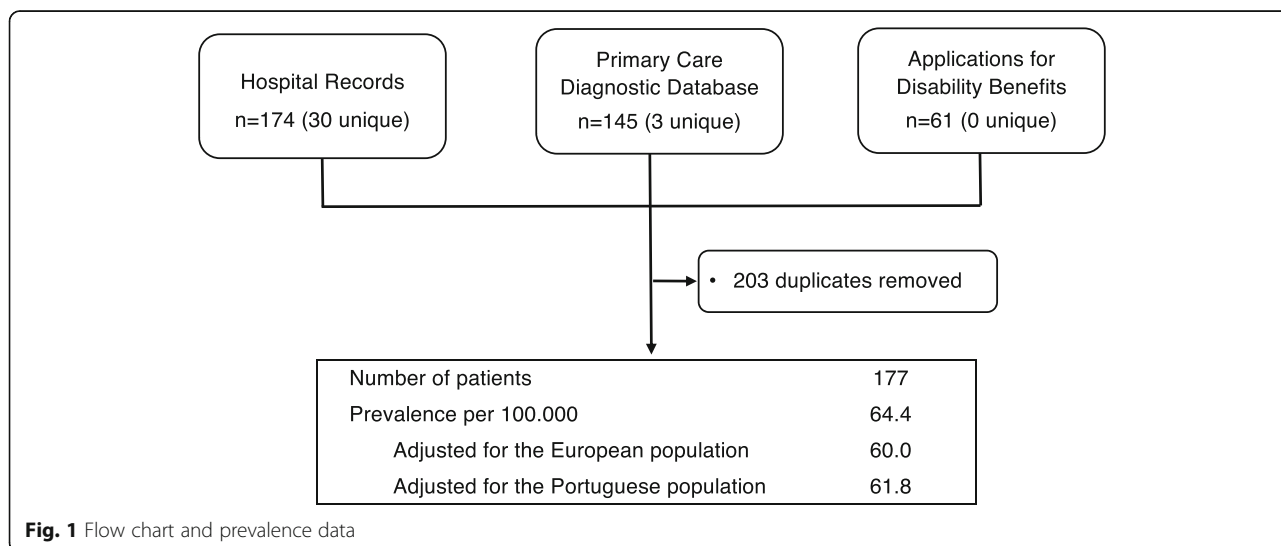 Hospital Records
n=174 (30 unique)
Primary Care
Diagnostic Database
n=145 (3 unique)
Applications for
Disability Benefits
n=61 (0 unique)
• 203 duplicates removed
Number of patients 177
Prevalence per 100.000 64.4
Adjusted for the European population 60.0
Adjusted for the Portuguese population 61.8
Fig. 1 Flow chart and prevalence data